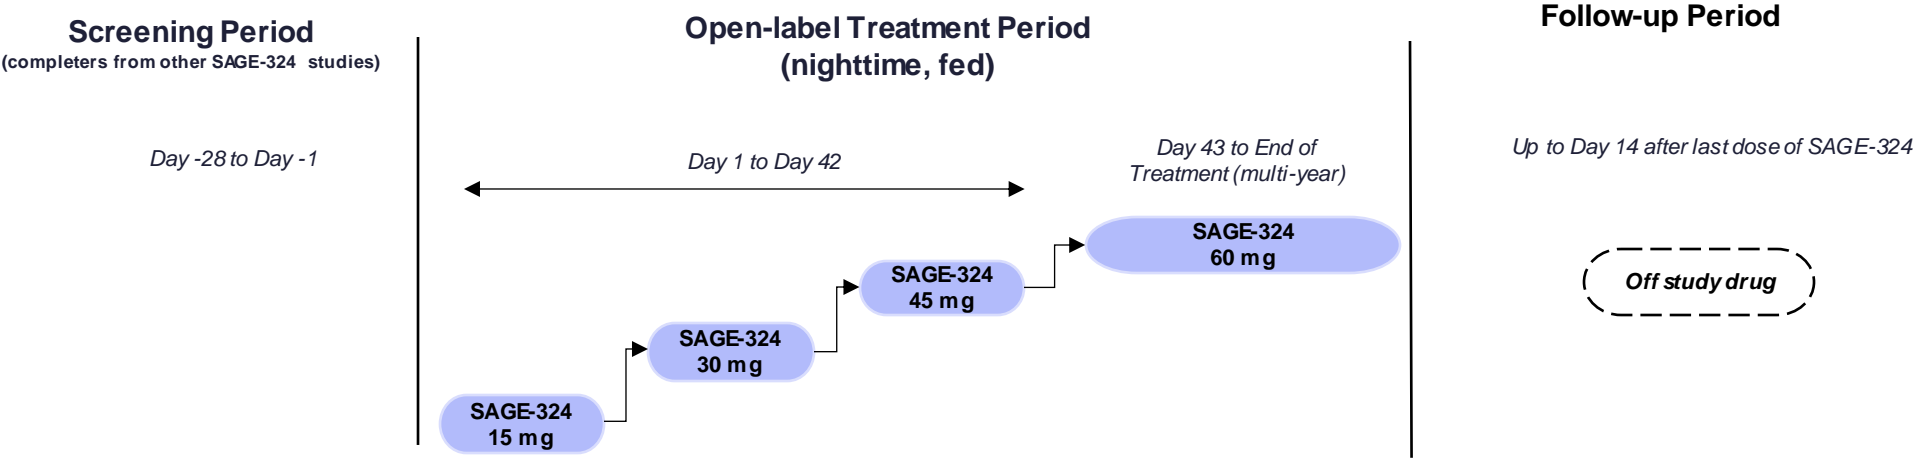 Screening Period
(completers from other SAGE-324 studies)
Day -28 to Day -1
Open-label Treatment Period
(nighttime, fed)
Day 1 to Day 42
Day 43 to End of
Treatment (multi-year)
SAGE-324
15 mg
SAGE-324
30 mg
SAGE-324
45 mg
SAGE-324
60 mg
Follow-up Period
Up to Day 14 after last dose of SAGE-324
Off study drug